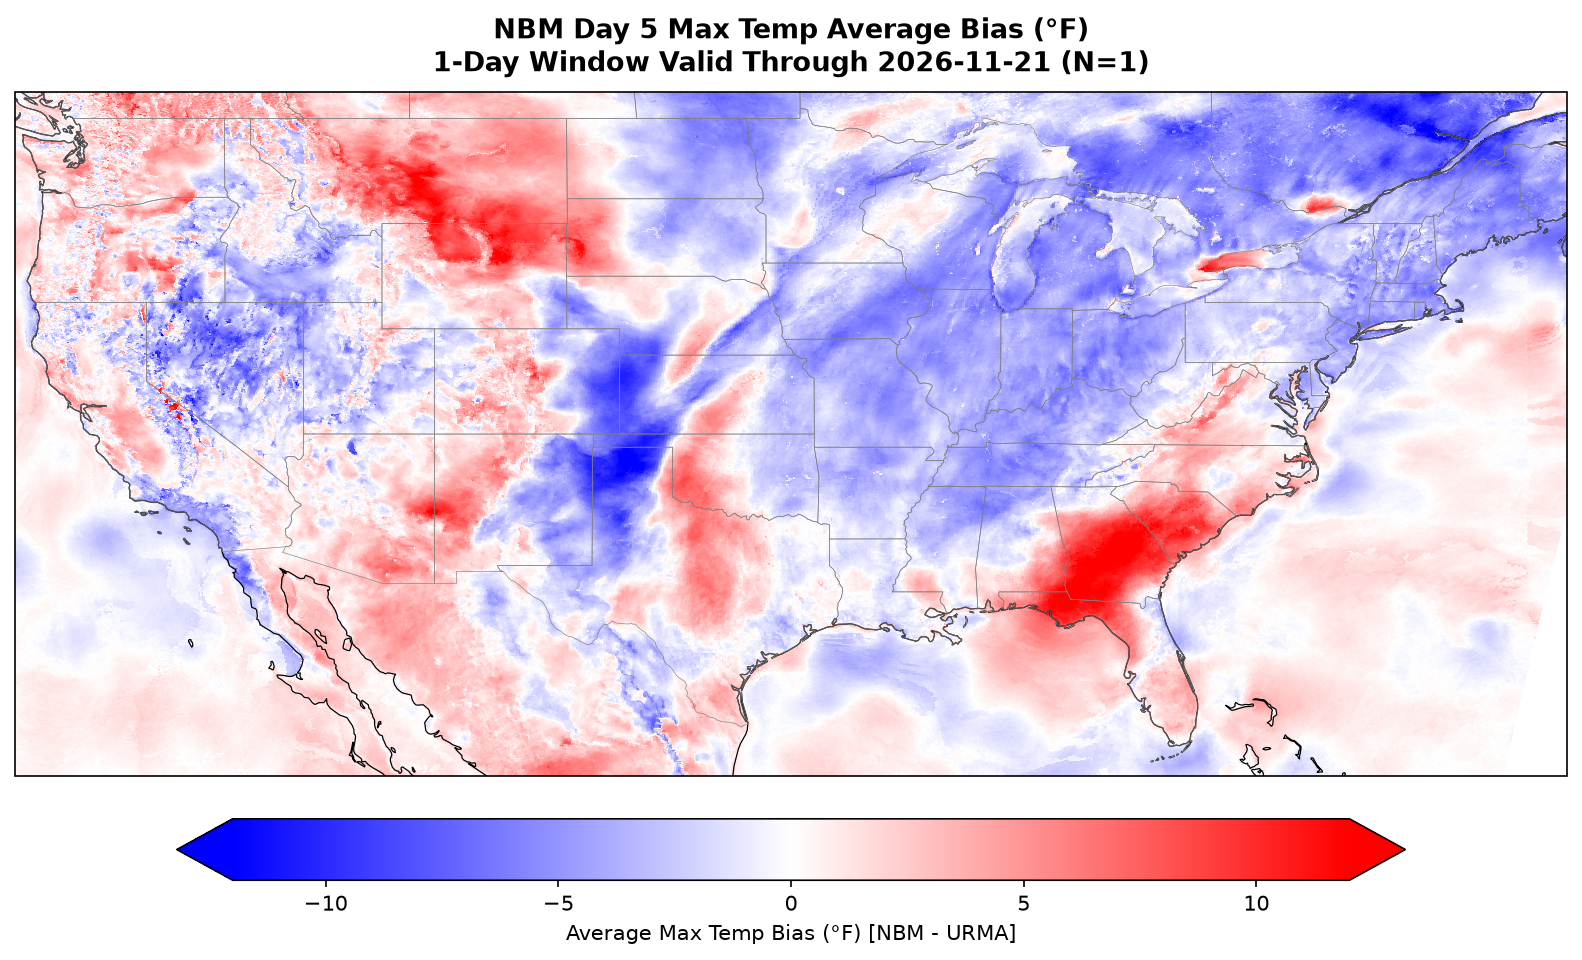 NBM Day 5 Max Temp Average Bias (°F)
1-Day Window Valid Through 2026-11-21 (N=1)
−10 −5 0 5 10
Average Max Temp Bias (°F) [NBM - URMA]